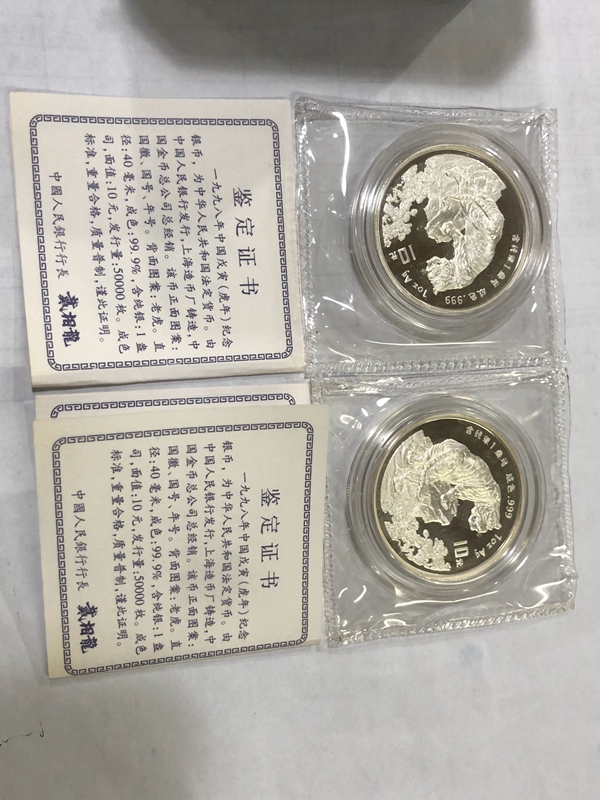 鉴定证书
一九九八年中国戊寅(虎年)纪念
银币，为中华人民共和国法定货币。由
中国人民银行发行，上海造币厂铸造，中
国金币总公司总经销。该币正面图案：
国徽、国号、年号。背面图案：老虎。直
径：40毫米，成色：99.9%，含纯银：1盎
司，面值：10元，发行量：50000枚。成色
标准，重量合格，质量普制，谨此证明。
中國人民銀行行長 戴相龍
含纯银1盎司 成色.999
1oz Ag
10元
鉴定证书
一九九八年中国戊寅(虎年)纪念
银币，为中华人民共和国法定货币。由
中国人民银行发行，上海造币厂铸造，中
国金币总公司总经销。该币正面图案：
国徽、国号、年号。背面图案：老虎。直
径：40毫米，成色：99.9%，含纯银：1盎
司，面值：10元，发行量：50000枚。成色
标准，重量合格，质量普制，谨此证明。
中國人民銀行行長 戴相龍
含纯银1盎司 成色.999
1oz Ag
10元